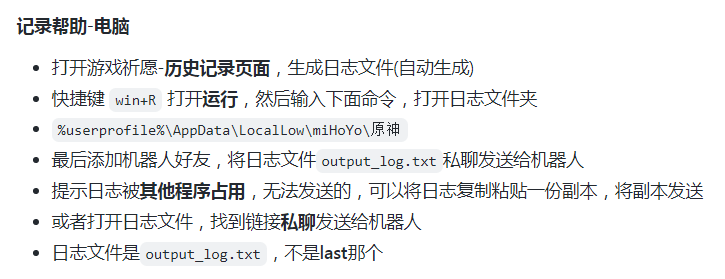 记录帮助-电脑
打开游戏祈愿-历史记录页面，生成日志文件(自动生成)
快捷键 win+R 打开运行，然后输入下面命令，打开日志文件夹
%userprofile%\AppData\LocalLow\miHoYo\原神
最后添加机器人好友，将日志文件 output_log.txt 私聊发送给机器人
提示日志被其他程序占用，无法发送的，可以将日志复制粘贴一份副本，将副本发送
或者打开日志文件，找到链接私聊发送给机器人
日志文件是 output_log.txt ，不是last那个